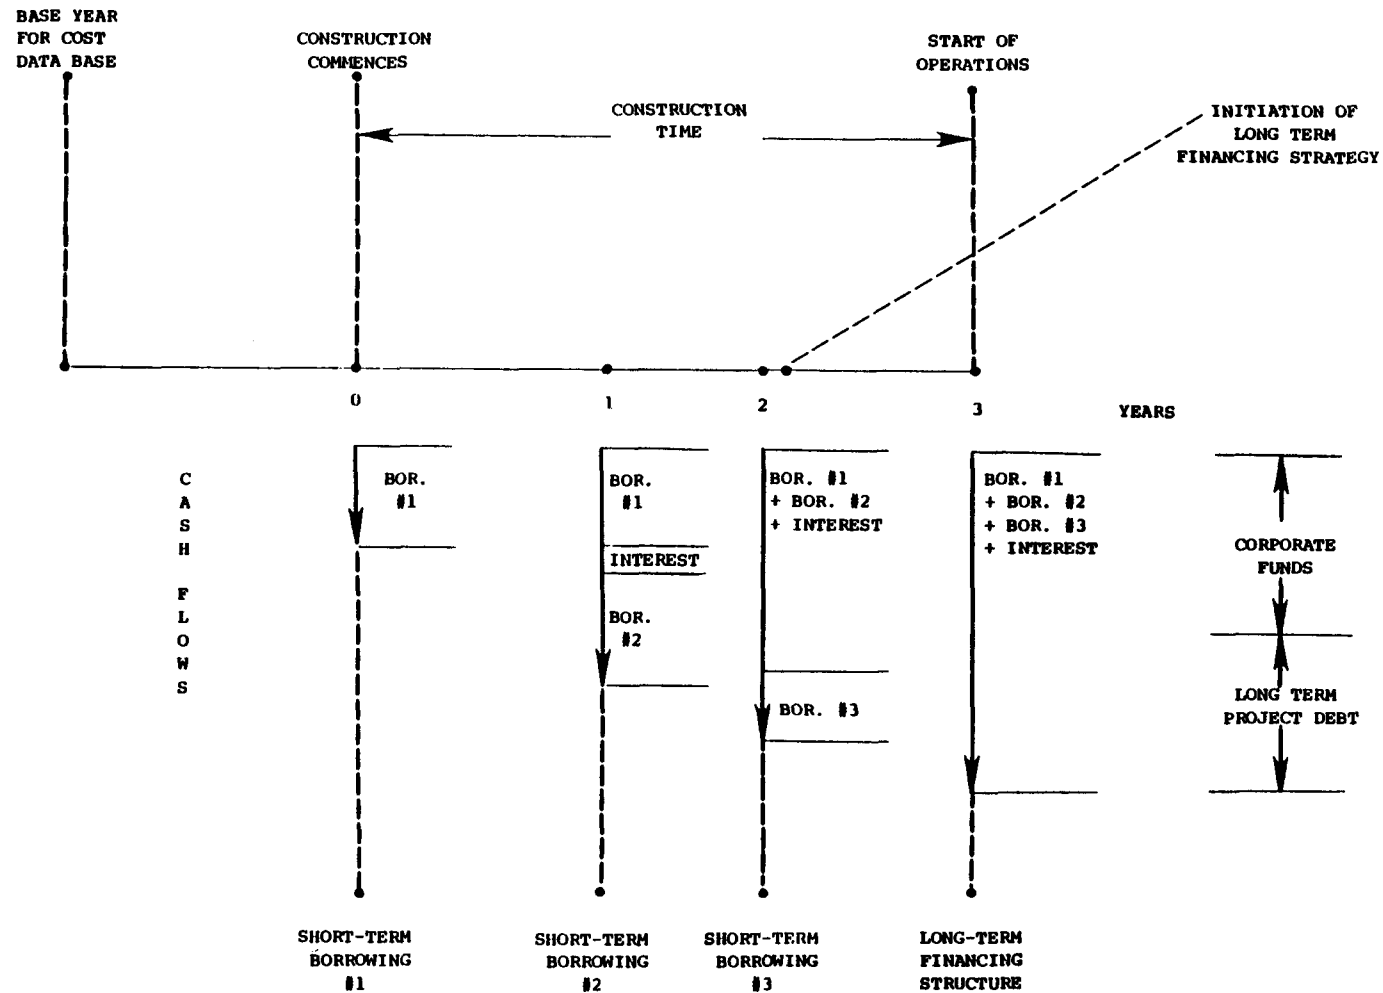 BASE YEAR
FOR COST
DATA BASE
CONSTRUCTION
COMMENCES
START OF
OPERATIONS
CONSTRUCTION
TIME
INITIATION OF
LONG TERM
FINANCING STRATEGY
0
1
2
3
YEARS
CASH FLOWS
BOR.
#1
BOR.
#1
INTEREST
BOR.
#2
BOR. #1
+ BOR. #2
+ INTEREST
BOR. #3
BOR. #1
+ BOR. #2
+ BOR. #3
+ INTEREST
CORPORATE
FUNDS
LONG TERM
PROJECT DEBT
SHORT-TERM
BORROWING
#1
SHORT-TERM
BORROWING
#2
SHORT-TERM
BORROWING
#3
LONG-TERM
FINANCING
STRUCTURE